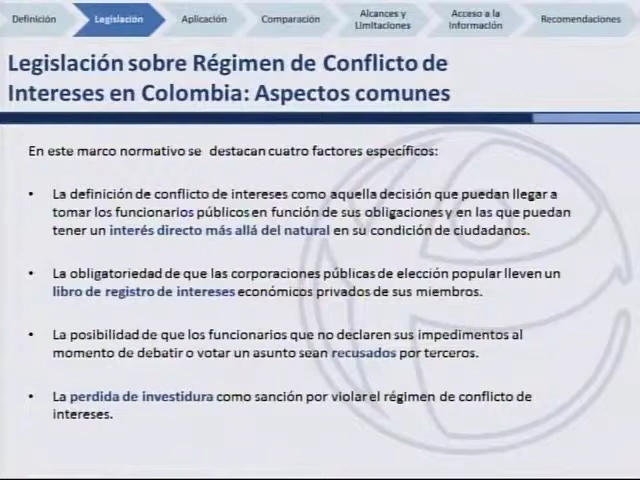 Definición
Legislación
Aplicación
Comparación
Alcances y
Limitaciones
Acceso a la
Información
Recomendaciones
Legislación sobre Régimen de Conflicto de
Intereses en Colombia: Aspectos comunes
En este marco normativo se destacan cuatro factores específicos:
• La definición de conflicto de intereses como aquella decisión que puedan llegar a
tomar los funcionarios públicos en función de sus obligaciones y en las que puedan
tener un interés directo más allá del natural en su condición de ciudadanos.
• La obligatoriedad de que las corporaciones públicas de elección popular lleven un
libro de registro de intereses económicos privados de sus miembros.
• La posibilidad de que los funcionarios que no declaren sus impedimentos al
momento de debatir o votar un asunto sean recusados por terceros.
• La perdida de investidura como sanción por violar el régimen de conflicto de
intereses.